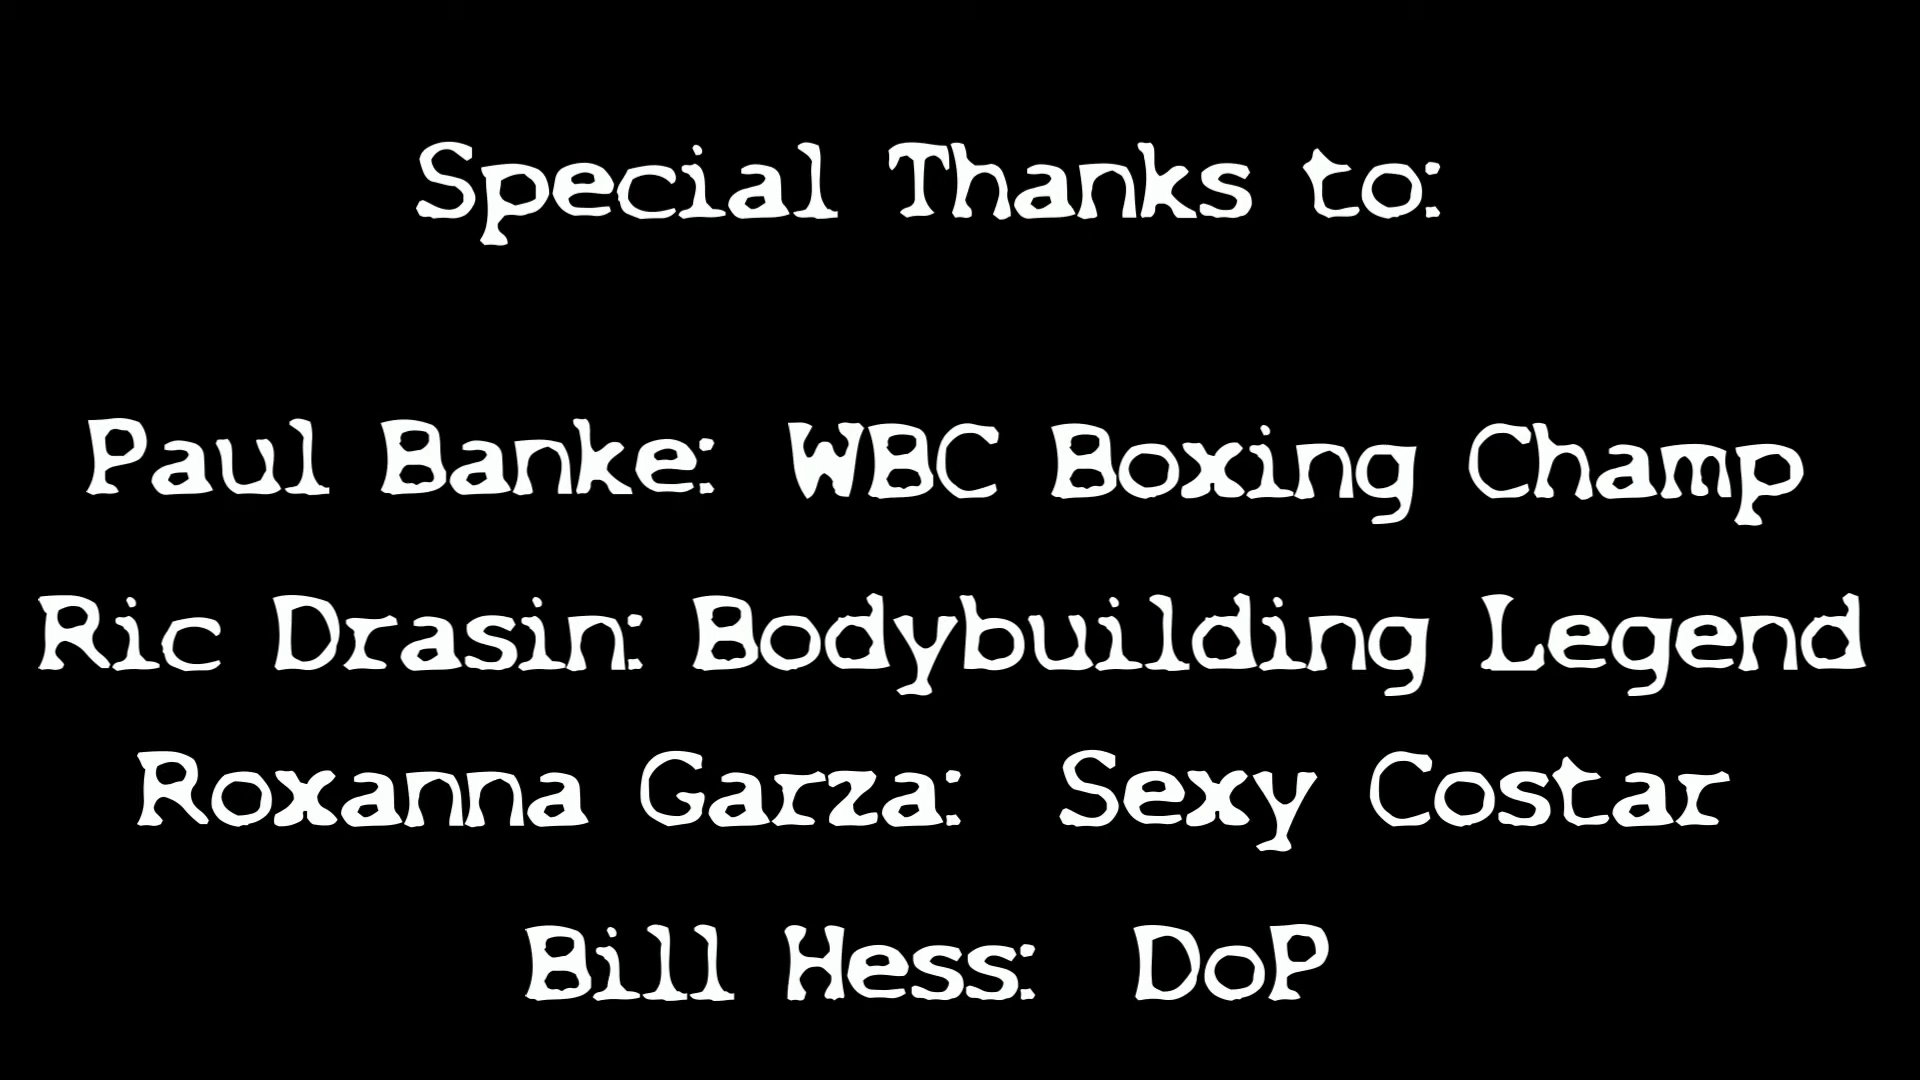 Special Thanks to:
Paul Banke: WBC Boxing Champ
Ric Drasin: Bodybuilding Legend
Roxanna Garza: Sexy Costar
Bill Hess: DoP